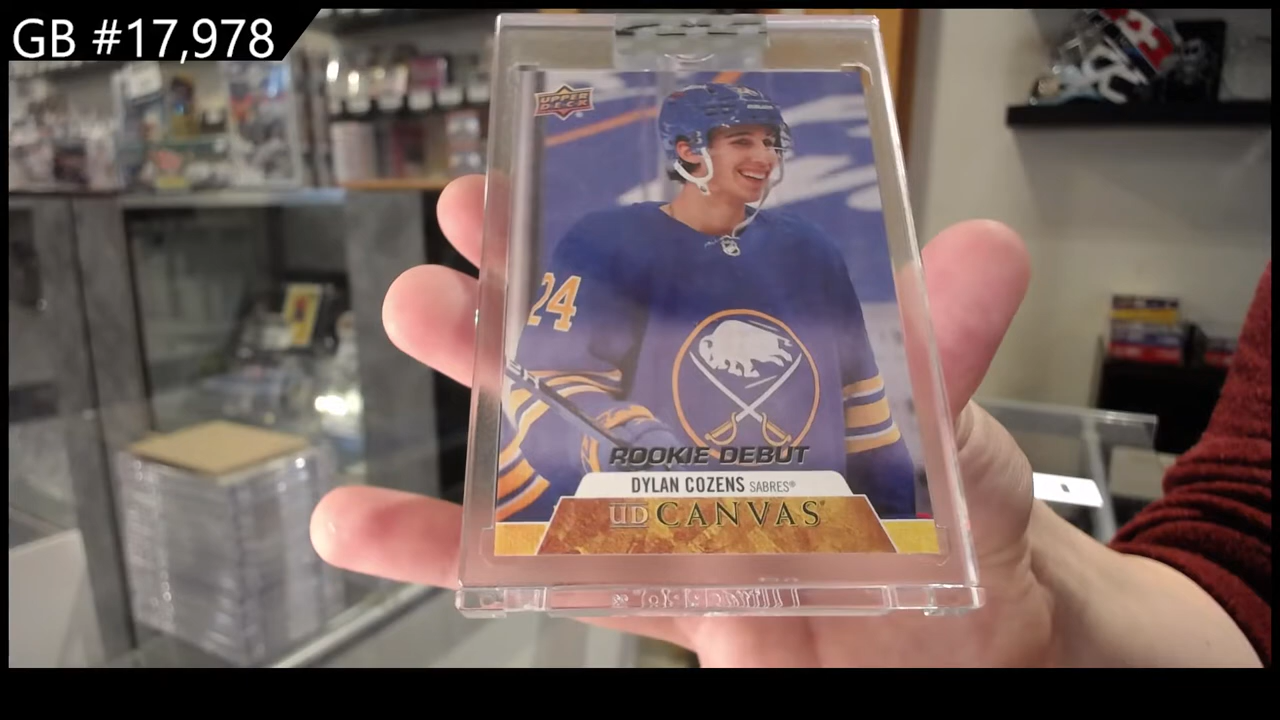 GB #17,978
UPPER
DECK
24
ROOKIE DEBUT
DYLAN COZENS SABRES®
UD CANVAS